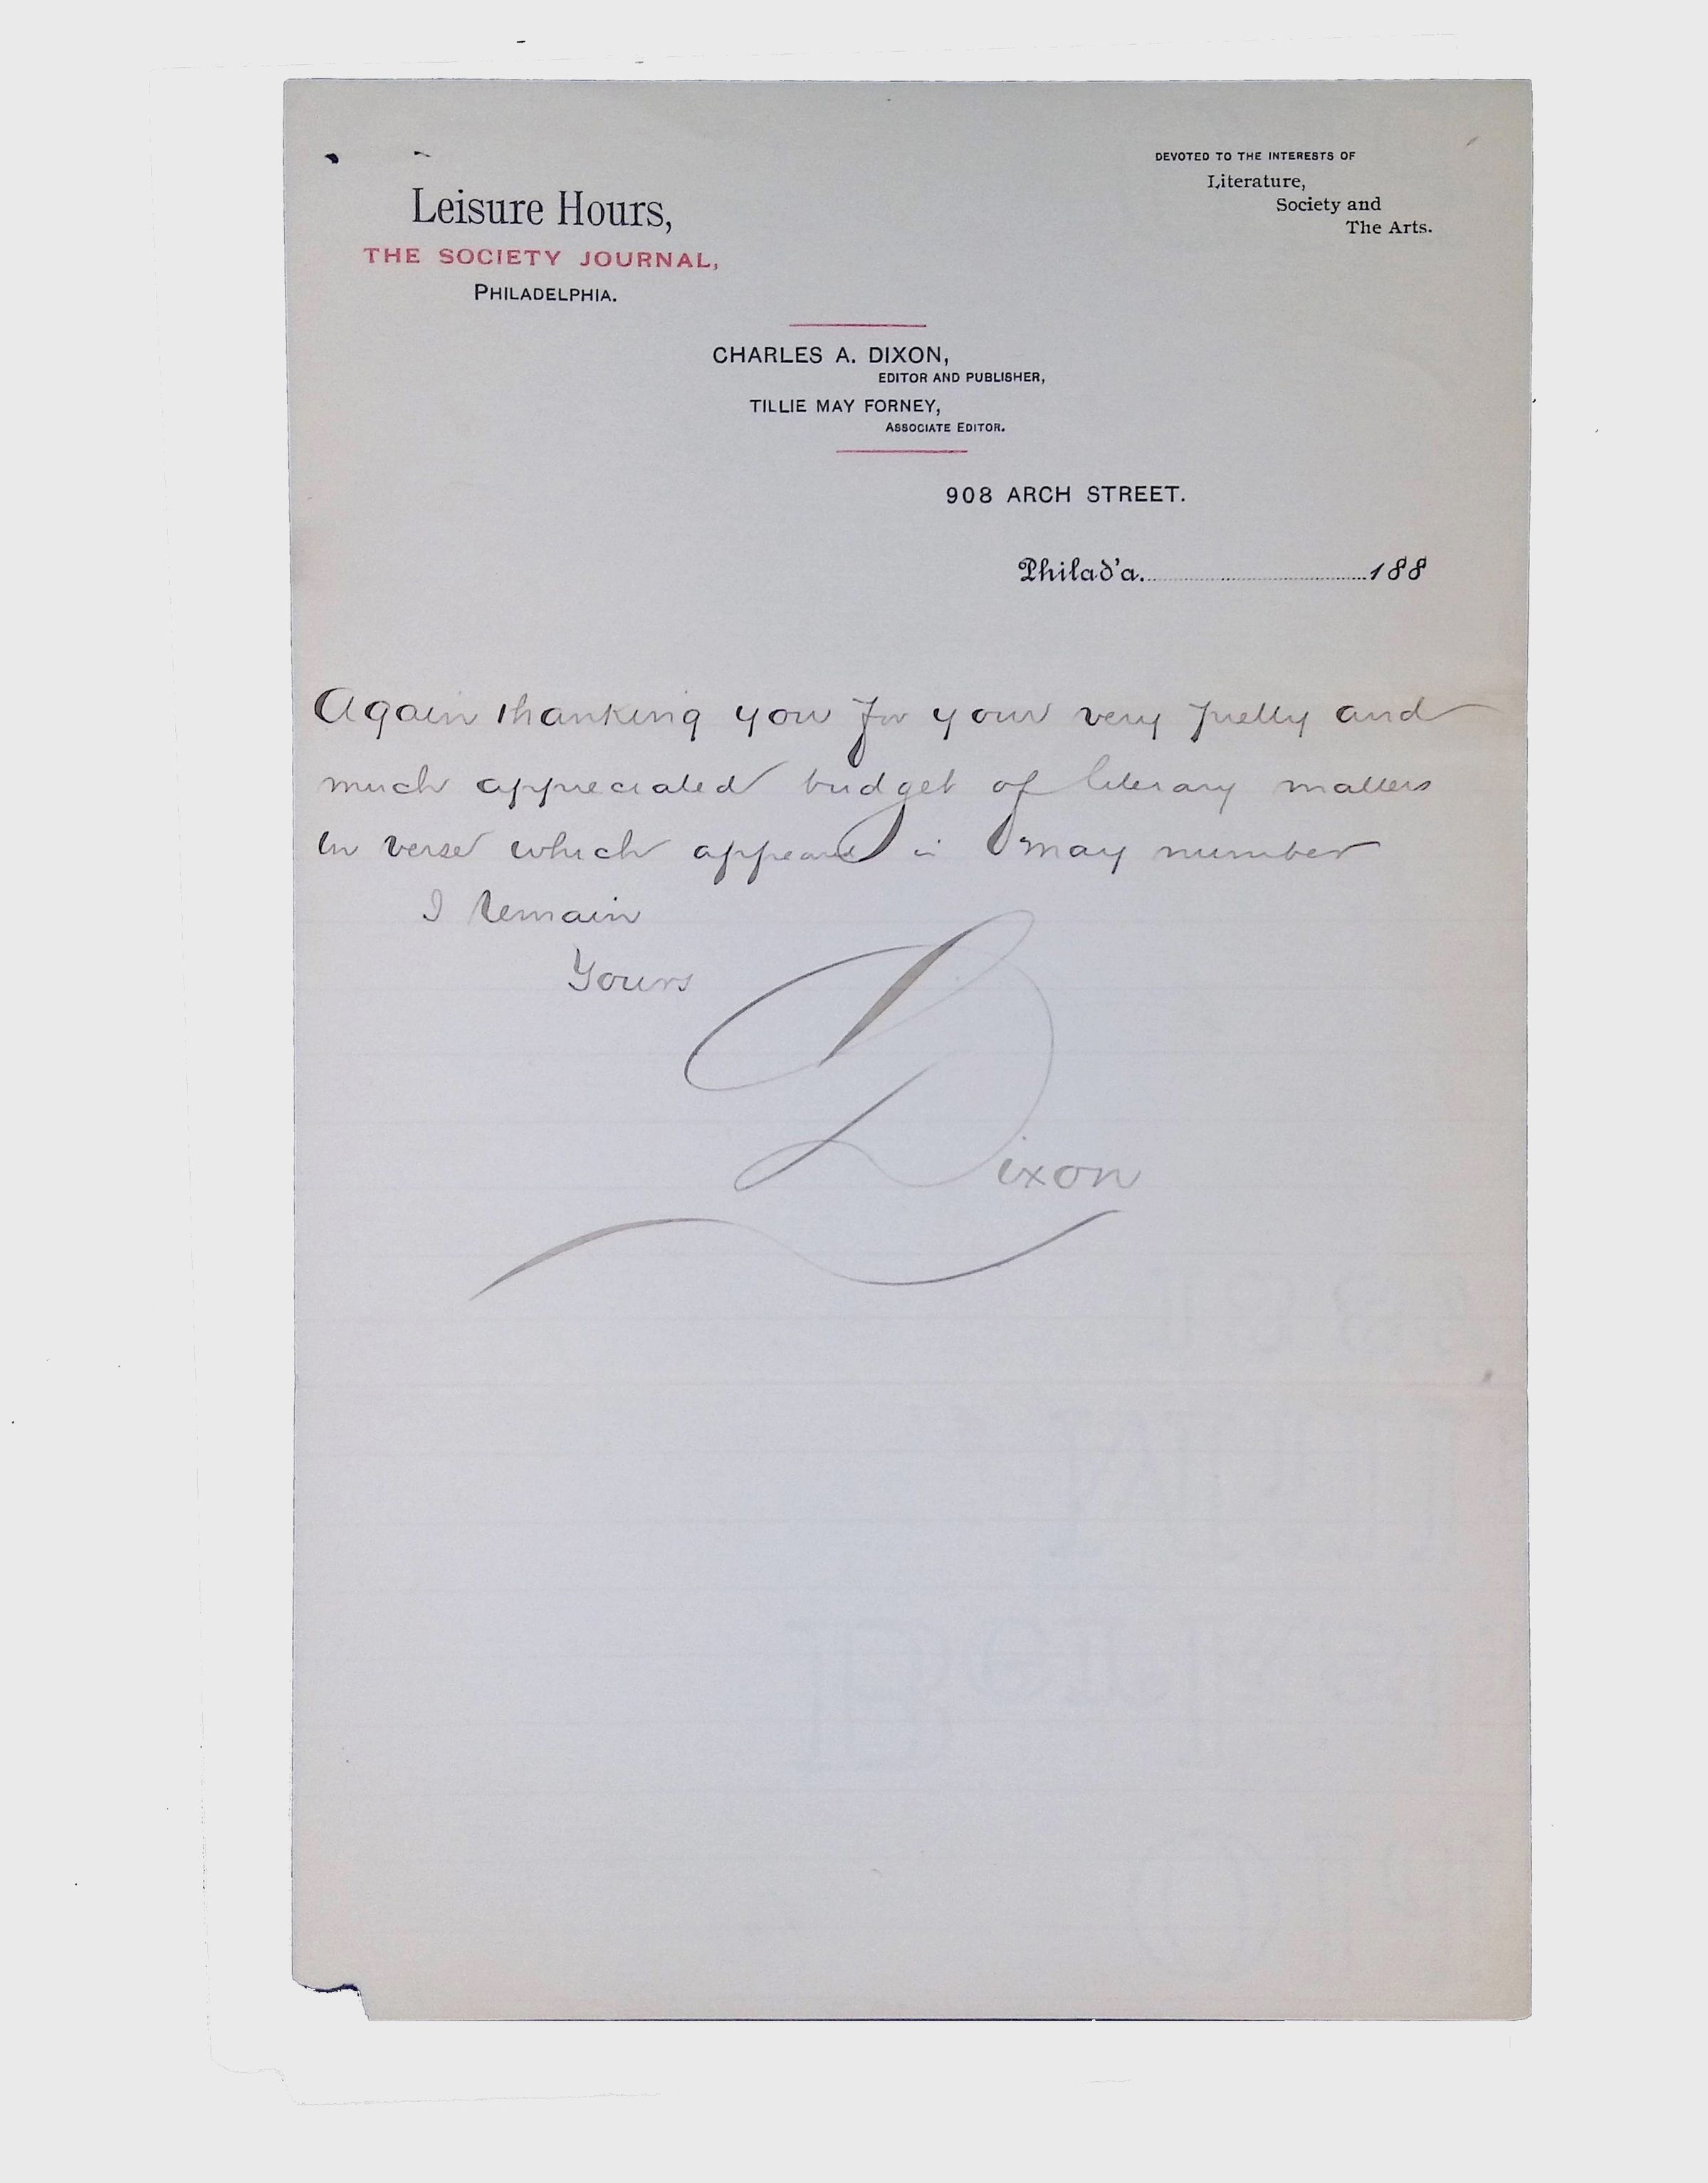 Leisure Hours,
THE SOCIETY JOURNAL,
PHILADELPHIA.
DEVOTED TO THE INTERESTS OF
Literature,
Society and
The Arts.
CHARLES A. DIXON,
EDITOR AND PUBLISHER,
TILLIE MAY FORNEY,
ASSOCIATE EDITOR.
908 ARCH STREET.
Philad'a. 188
Again thanking you for your very pretty and
much appreciated budget of literary matters
in verse which appears in May number
I remain
Yours
Dixon